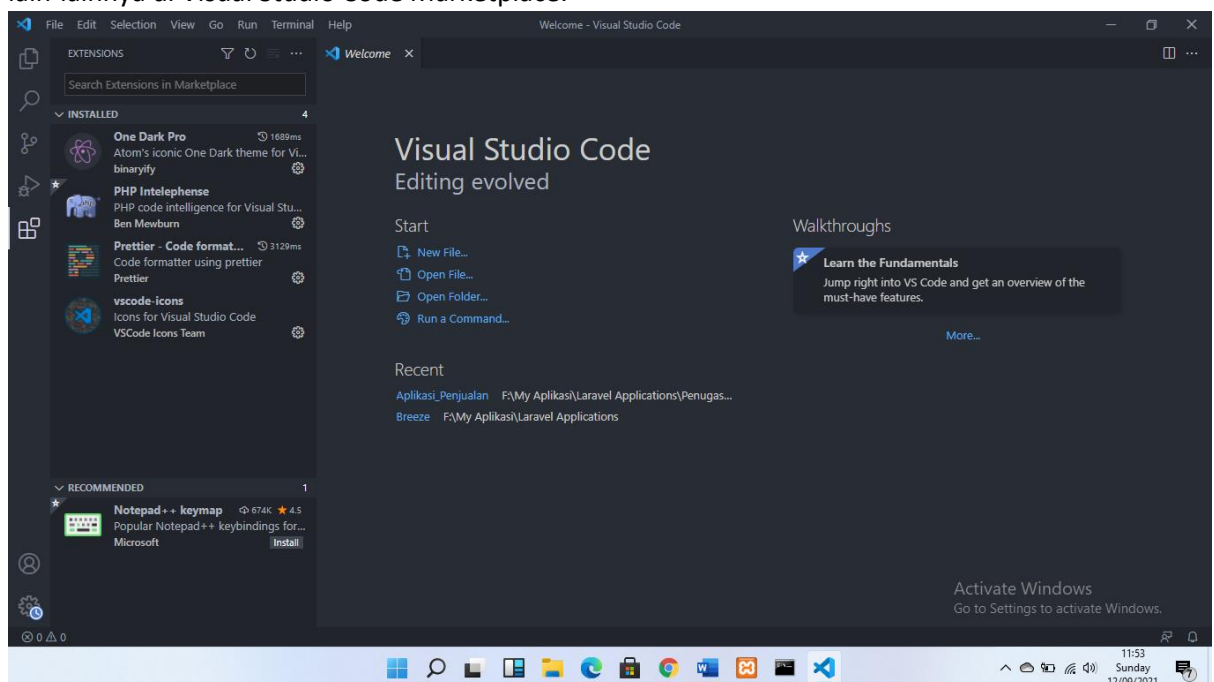 lain-lainnya di Visual Studio Code Marketplace.
File Edit Selection View Go Run Terminal Help
Welcome - Visual Studio Code
EXTENSIONS
Welcome
Search Extensions in Marketplace
INSTALLED 4
One Dark Pro 1689ms
Atom's iconic One Dark theme for Vi...
binaryify
PHP Intelephense
PHP code intelligence for Visual Stu...
Ben Mewburn
Prettier - Code format... 3129ms
Code formatter using prettier
Prettier
vscode-icons
Icons for Visual Studio Code
VSCode Icons Team
RECOMMENDED 1
Notepad++ keymap 674K ★ 4.5
Popular Notepad++ keybindings for...
Microsoft Install
Visual Studio Code
Editing evolved
Start
New File...
Open File...
Open Folder...
Run a Command...
Recent
Aplikasi_Penjualan F:\My Aplikasi\Laravel Applications\Penugas...
Breeze F:\My Aplikasi\Laravel Applications
Walkthroughs
Learn the Fundamentals
Jump right into VS Code and get an overview of the
must-have features.
More...
Activate Windows
Go to Settings to activate Windows.
0 0
11:53
Sunday
12/09/2021
7